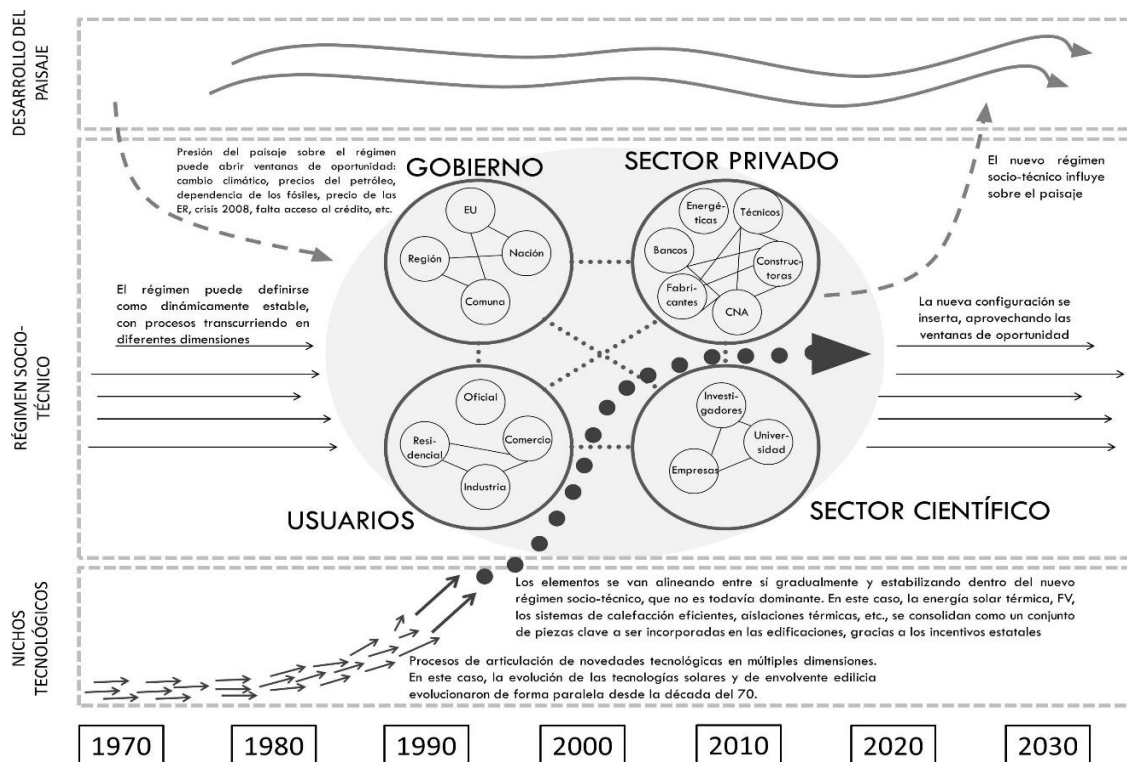 DESARROLLO DEL
PAISAJE
Presión del paisaje sobre el régimen
puede abrir ventanas de oportunidad:
cambio climático, precios del petróleo,
dependencia de los fósiles, precio de las
ER, crisis 2008, falta acceso al crédito, etc.
GOBIERNO
EU
Región
Nación
Comuna
SECTOR PRIVADO
Energé-
ticas
Técnicos
Bancos
Construc-
toras
Fabri-
cantes
CNA
El nuevo régimen
socio-técnico influye
sobre el paisaje
RÉGIMEN SOCIO-
TÉCNICO
El régimen puede definirse
como dinámicamente estable,
con procesos transcurriendo en
diferentes dimensiones
La nueva configuración se
inserta, aprovechando las
ventanas de oportunidad
Oficial
Resi-
dencial
Comercio
Industria
USUARIOS
Investi-
gadores
Univer-
sidad
Empresas
SECTOR CIENTÍFICO
NICHOS
TECNOLÓGICOS
Los elementos se van alineando entre sí gradualmente y estabilizando dentro del nuevo
régimen socio-técnico, que no es todavía dominante. En este caso, la energía solar térmica, FV,
los sistemas de calefacción eficientes, aislaciones térmicas, etc., se consolidan como un conjunto
de piezas clave a ser incorporadas en las edificaciones, gracias a los incentivos estatales
Procesos de articulación de novedades tecnológicas en múltiples dimensiones.
En este caso, la evolución de las tecnologías solares y de envolvente edilicia
evolucionaron de forma paralela desde la década del 70.
1970
1980
1990
2000
2010
2020
2030